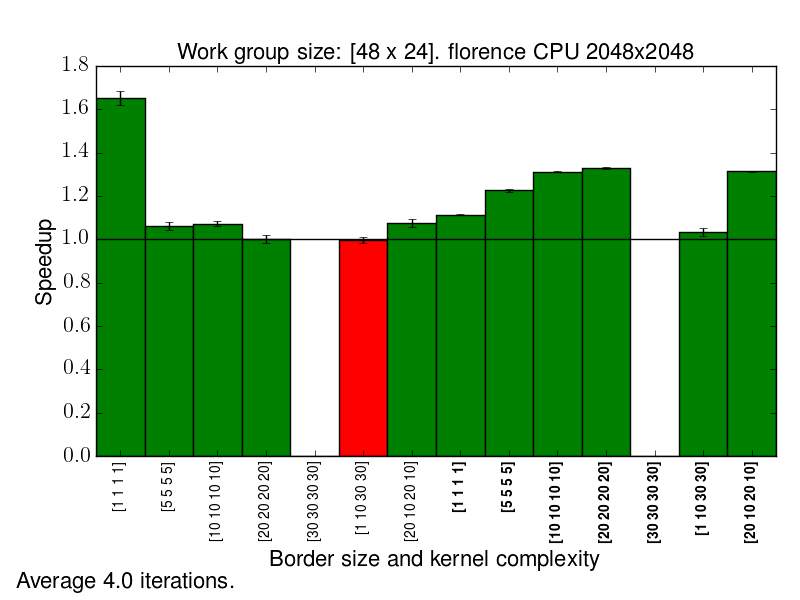 Work group size: [48 x 24]. florence CPU 2048x2048
1.8
1.6
1.4
1.2
1.0
0.8
0.6
0.4
0.2
0.0
Speedup
[1 1 1 1]
[5 5 5 5]
[10 10 10 10]
[20 20 20 20]
[30 30 30 30]
[1 10 30 30]
[20 10 20 10]
[1 1 1 1]
[5 5 5 5]
[10 10 10 10]
[20 20 20 20]
[30 30 30 30]
[1 10 30 30]
[20 10 20 10]
Border size and kernel complexity
Average 4.0 iterations.